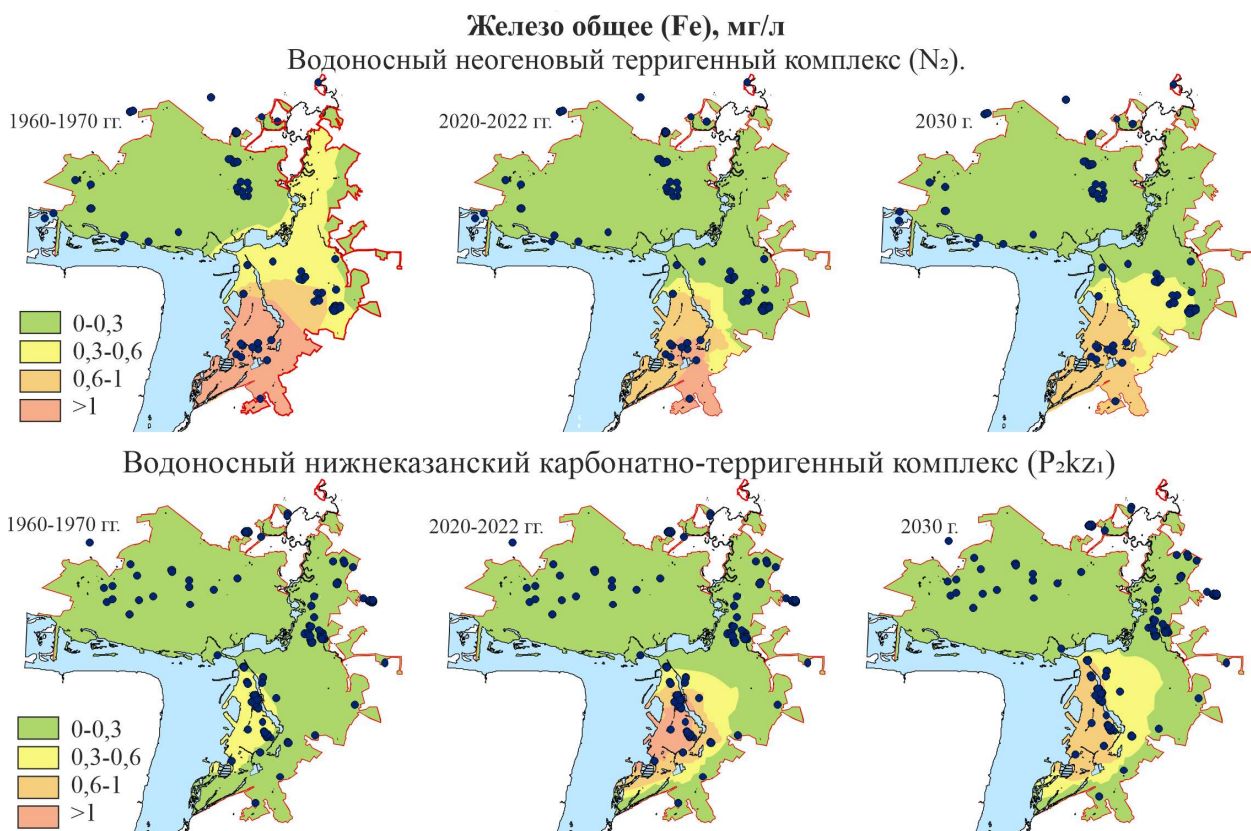 Железо общее (Fe), мг/л
Водоносный неогеновый терригенный комплекс (N₂).
1960-1970 гг.
2020-2022 гг.
2030 г.
0-0,3
0,3-0,6
0,6-1
>1
Водоносный нижнеказанский карбонатно-терригенный комплекс (P₂kz₁)
1960-1970 гг.
2020-2022 гг.
2030 г.
0-0,3
0,3-0,6
0,6-1
>1